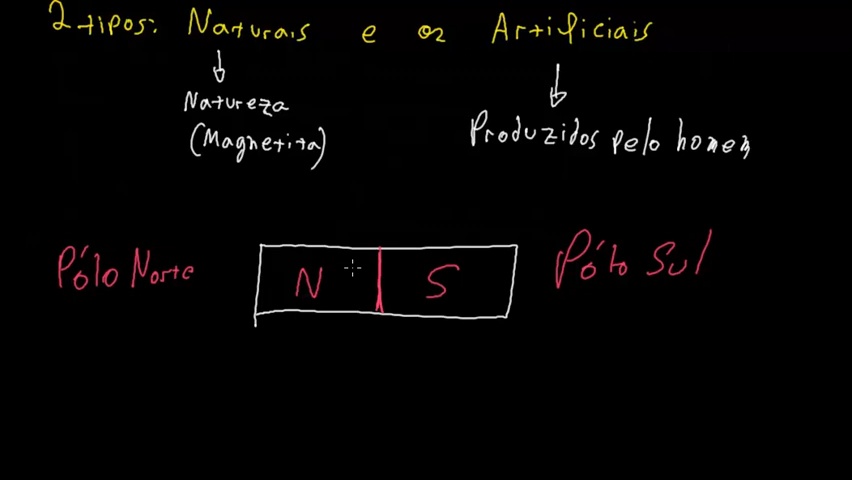 2 tipos: Naturais e os Artificiais
Natureza
(Magnetita)
Produzidos pelo homem
Pólo Norte
N
S
Pólo Sul